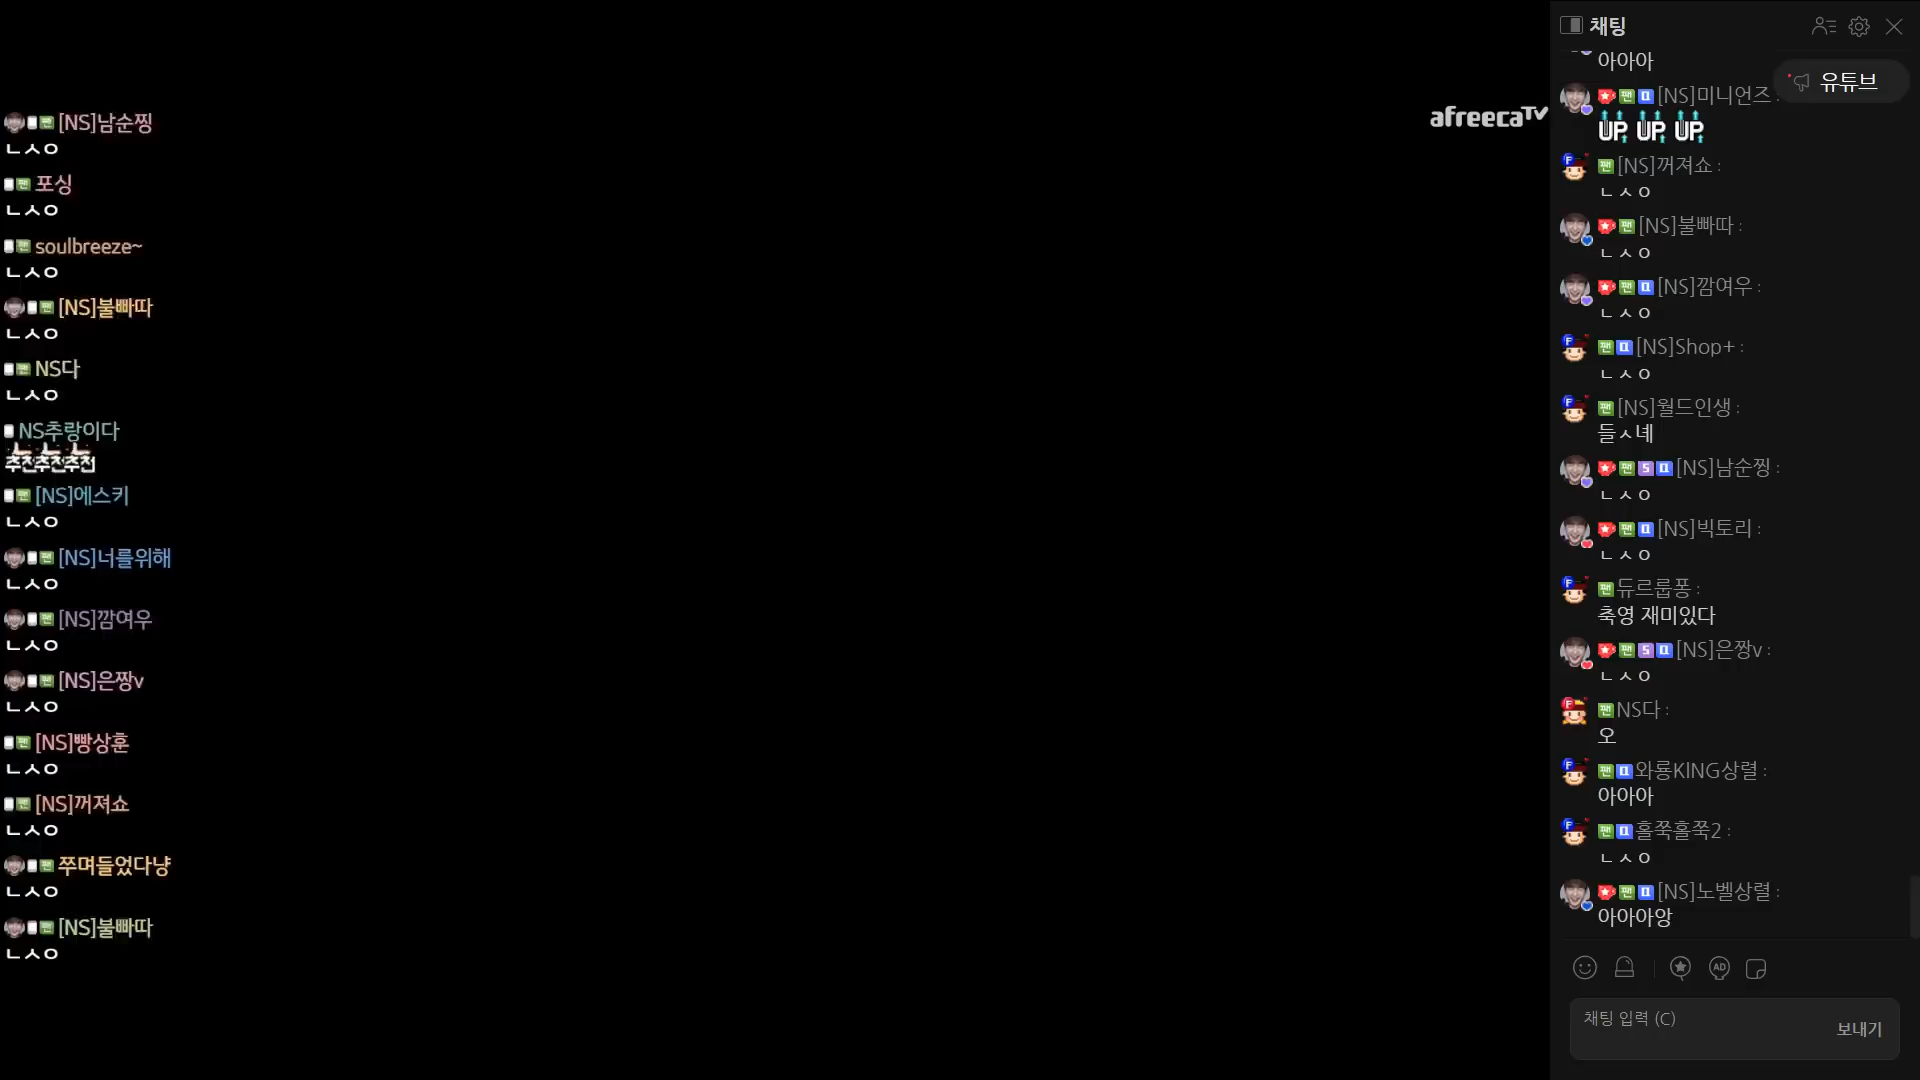 [NS]남순찡
ㄴㅅㅇ
포싱
ㄴㅅㅇ
soulbreeze~
ㄴㅅㅇ
[NS]불빠따
ㄴㅅㅇ
NS다
ㄴㅅㅇ
NS추랑이다
추천추천추천
[NS]에스키
ㄴㅅㅇ
[NS]너를위해
ㄴㅅㅇ
[NS]깜여우
ㄴㅅㅇ
[NS]은짱v
ㄴㅅㅇ
[NS]빵상훈
ㄴㅅㅇ
[NS]꺼져쇼
ㄴㅅㅇ
쭈며들었다냥
ㄴㅅㅇ
[NS]불빠따
ㄴㅅㅇ
afreecaTV
채팅
아아아
유튜브
[NS]미니언즈 :
UP UP UP
[NS]꺼져쇼 :
ㄴㅅㅇ
[NS]불빠따 :
ㄴㅅㅇ
[NS]깜여우 :
ㄴㅅㅇ
[NS]Shop+ :
ㄴㅅㅇ
[NS]월드인생 :
들ㅅ녜
[NS]남순찡 :
ㄴㅅㅇ
[NS]빅토리 :
ㄴㅅㅇ
듀르룹퐁 :
축영 재미있다
[NS]은짱v :
ㄴㅅㅇ
NS다 :
오
와룡KING상렬 :
아아아
홀쭉홀쭉2 :
ㄴㅅㅇ
[NS]노벨상렬 :
아아아앙
채팅 입력 (C)
보내기